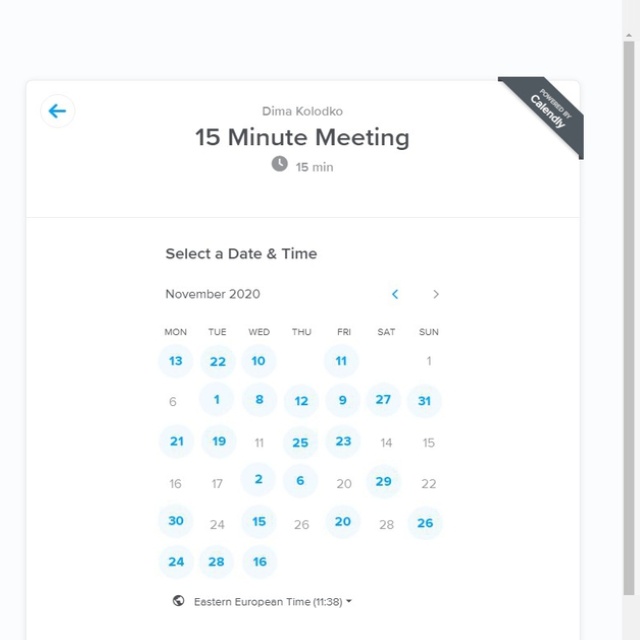 POWERED BY
Calendly
Dima Kolodko
15 Minute Meeting
15 min
Select a Date & Time
November 2020
MON TUE WED THU FRI SAT SUN
13 22 10 11 1
6 1 8 12 9 27 31
21 19 11 25 23 14 15
16 17 2 6 20 29 22
30 24 15 26 20 28 26
24 28 16
Eastern European Time (11:38)